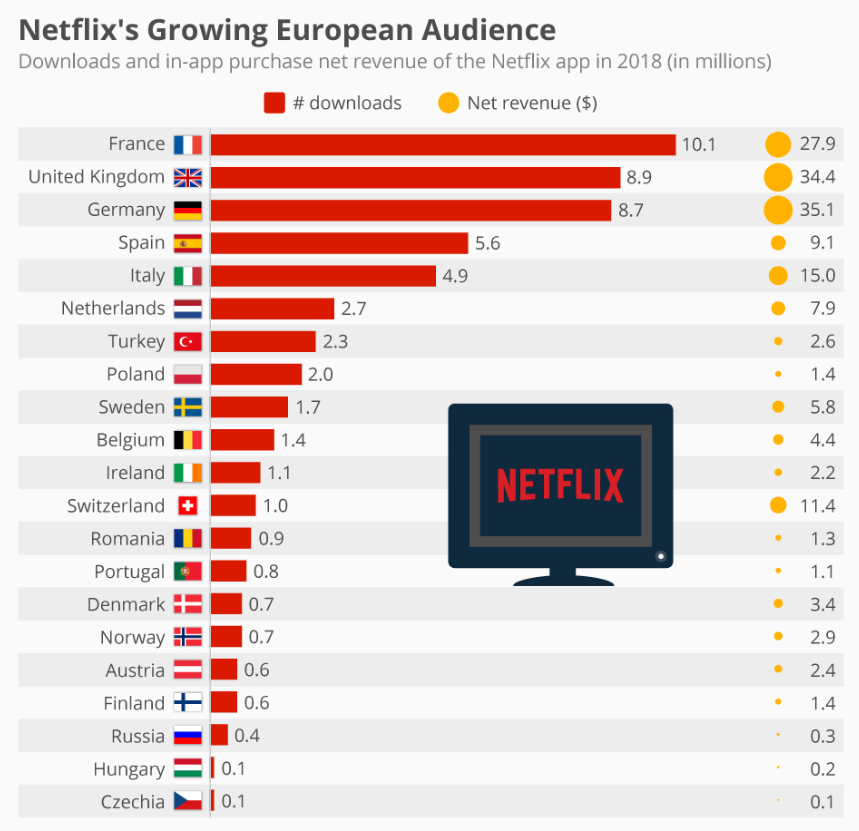 Netflix's Growing European Audience
Downloads and in-app purchase net revenue of the Netflix app in 2018 (in millions)
# downloads Net revenue ($)
France 10.1 27.9
United Kingdom 8.9 34.4
Germany 8.7 35.1
Spain 5.6 9.1
Italy 4.9 15.0
Netherlands 2.7 7.9
Turkey 2.3 2.6
Poland 2.0 1.4
Sweden 1.7 5.8
Belgium 1.4 4.4
Ireland 1.1 2.2
NETFLIX
Switzerland 1.0 11.4
Romania 0.9 1.3
Portugal 0.8 1.1
Denmark 0.7 3.4
Norway 0.7 2.9
Austria 0.6 2.4
Finland 0.6 1.4
Russia 0.4 0.3
Hungary 0.1 0.2
Czechia 0.1 0.1